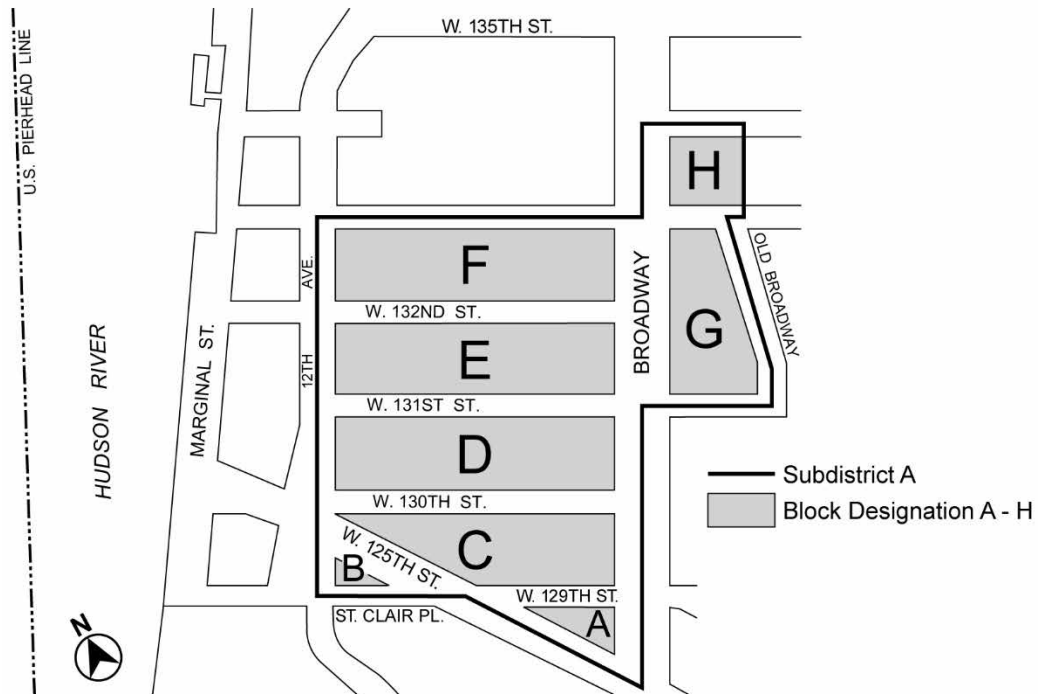 W. 135TH ST.
U.S. PIERHEAD LINE
H
F
AVE.
BROADWAY
OLD BROADWAY
W. 132ND ST.
G
HUDSON RIVER
MARGINAL ST.
12TH
E
W. 131ST ST.
D
Subdistrict A
W. 130TH ST.
Block Designation A - H
C
W. 125TH ST.
B
W. 129TH ST.
A
ST. CLAIR PL.
N